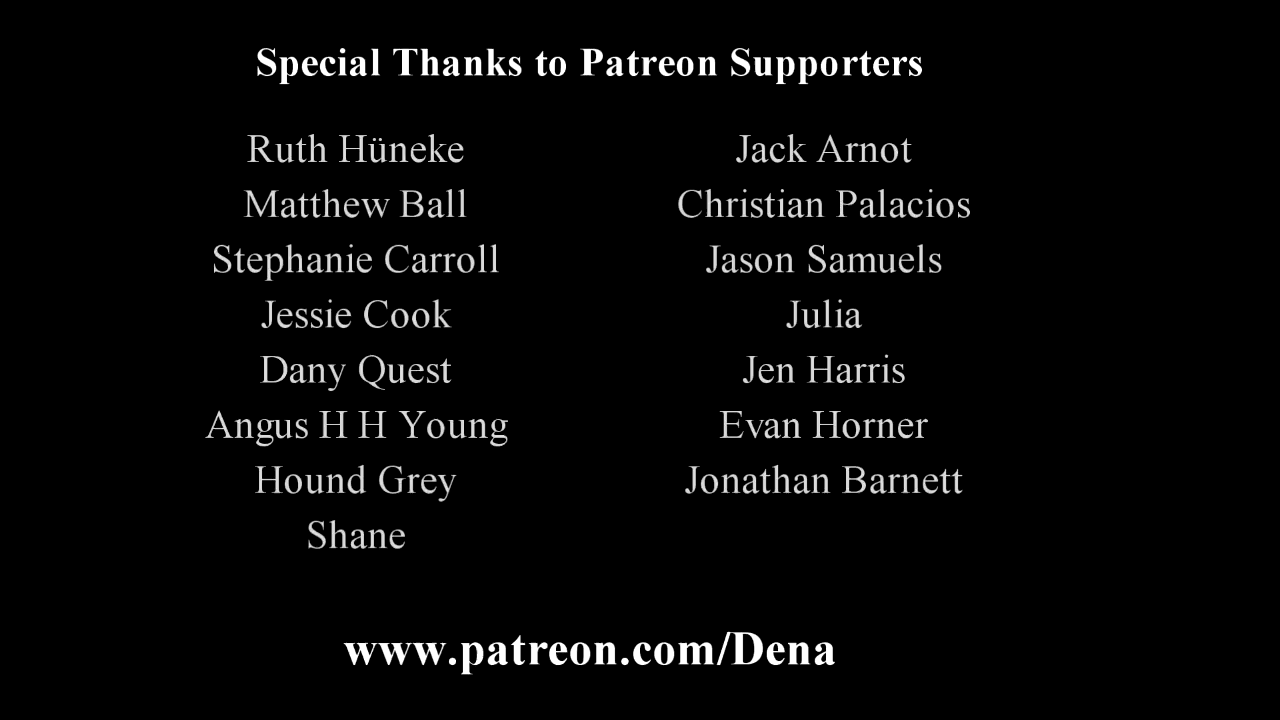 Special Thanks to Patreon Supporters
Ruth Hüneke
Matthew Ball
Stephanie Carroll
Jessie Cook
Dany Quest
Angus H H Young
Hound Grey
Shane
Jack Arnot
Christian Palacios
Jason Samuels
Julia
Jen Harris
Evan Horner
Jonathan Barnett
www.patreon.com/Dena